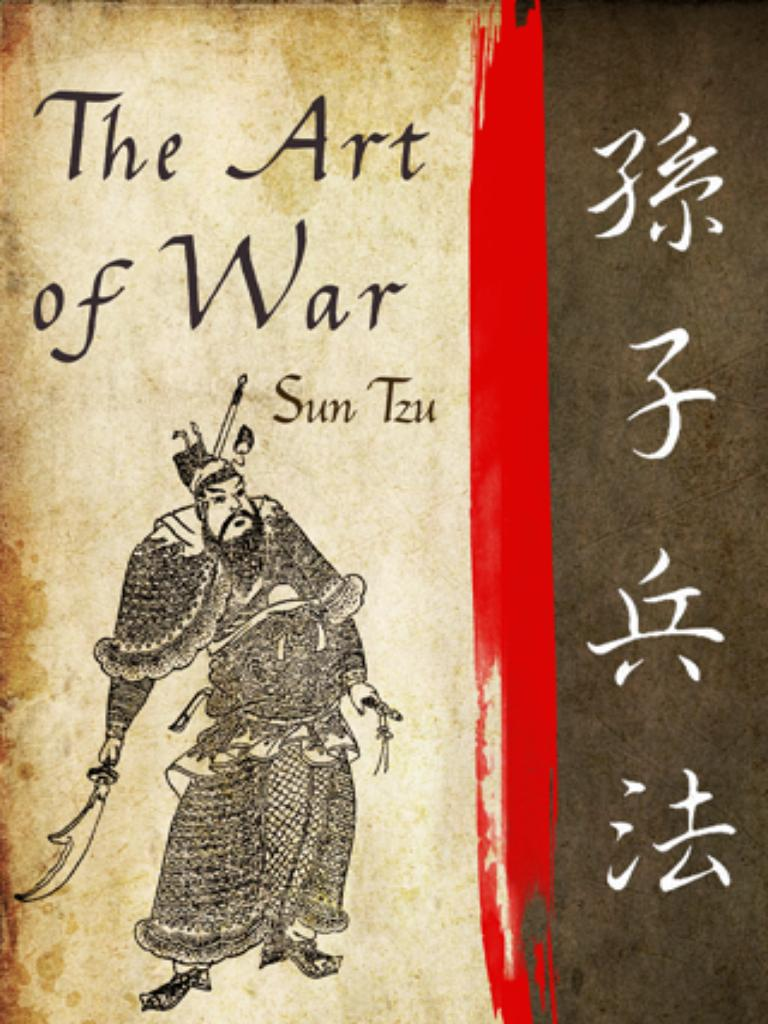 The Art
of War
Sun Tzu
孫
子
兵
法